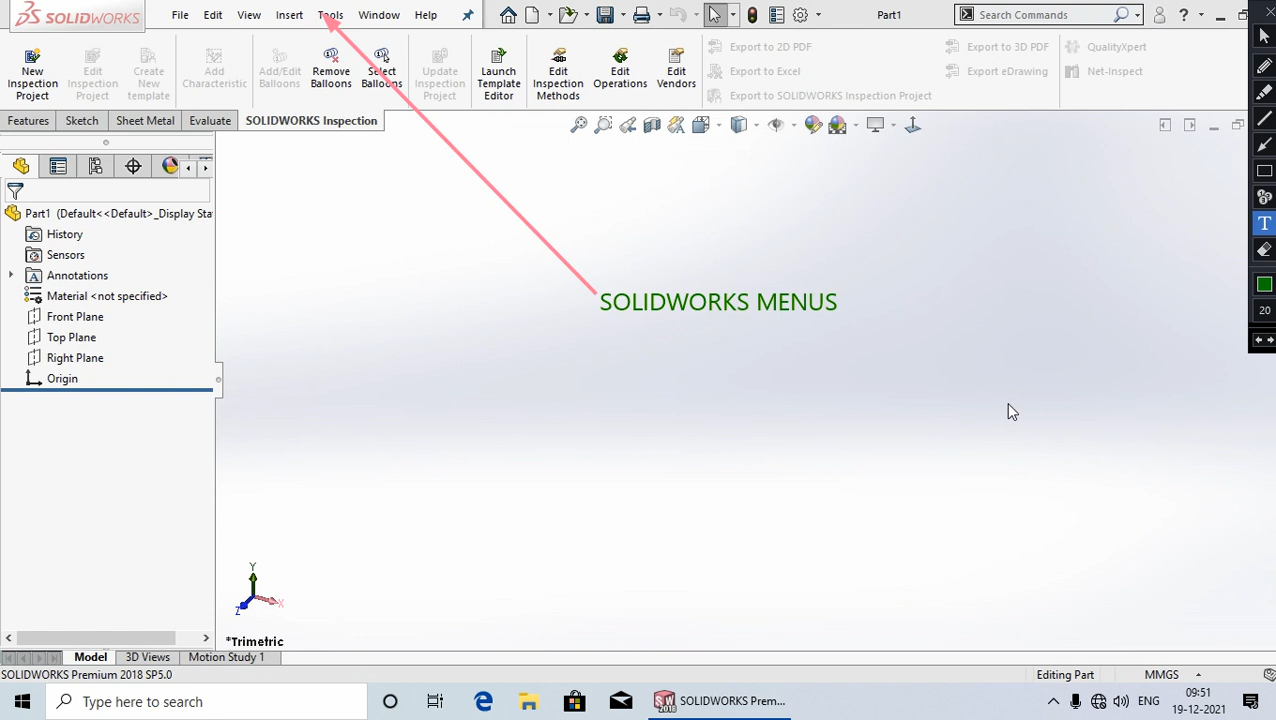 SOLIDWORKS File Edit View Insert Tools Window Help Part1 Search Commands ?
New Inspection Project
Edit Inspection Project
Create New template
Add Characteristic
Add/Edit Balloons
Remove Balloons
Select Balloons
Update Inspection Project
Launch Template Editor
Edit Inspection Methods
Edit Operations
Edit Vendors
Export to 2D PDF
Export to Excel
Export to SOLIDWORKS Inspection Project
Export to 3D PDF
Export eDrawing
QualityXpert
Net-Inspect
Features Sketch Sheet Metal Evaluate SOLIDWORKS Inspection
T
20
Part1 (Default<<Default>_Display Sta
History
Sensors
Annotations
Material <not specified>
Front Plane
Top Plane
Right Plane
Origin
SOLIDWORKS MENUS
Y
X
Z
*Trimetric
Model 3D Views Motion Study 1
SOLIDWORKS Premium 2018 SP5.0 Editing Part MMGS
Type here to search
SOLIDWORKS Prem...
ENG
09:51
19-12-2021